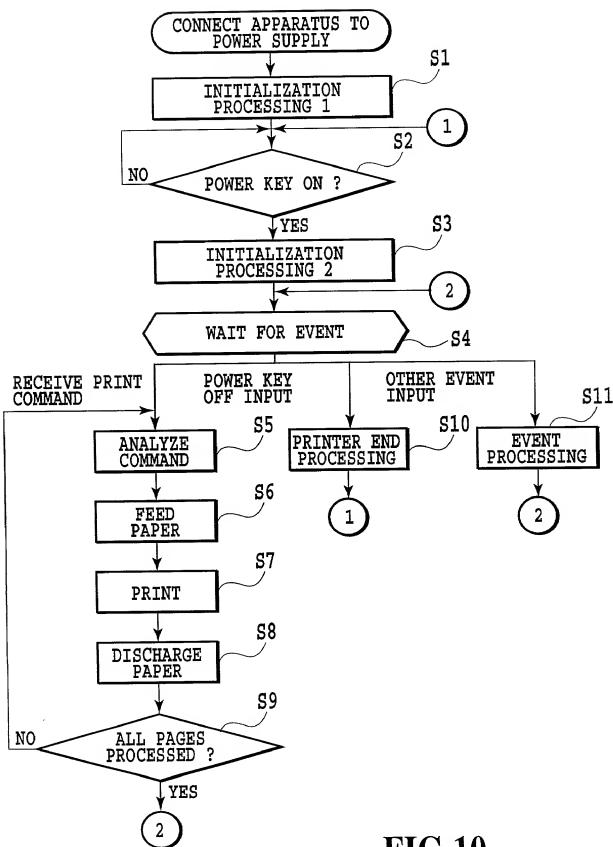 CONNECT APPARATUS TO
POWER SUPPLY
S1
INITIALIZATION
PROCESSING 1
1
S2
NO
POWER KEY ON ?
YES
S3
INITIALIZATION
PROCESSING 2
2
WAIT FOR EVENT
S4
RECEIVE PRINT
COMMAND
POWER KEY
OFF INPUT
OTHER EVENT
INPUT
S5
ANALYZE
COMMAND
S10
PRINTER END
PROCESSING
S11
EVENT
PROCESSING
1
2
S6
FEED
PAPER
S7
PRINT
S8
DISCHARGE
PAPER
S9
NO
ALL PAGES
PROCESSED ?
YES
2
FIG.10